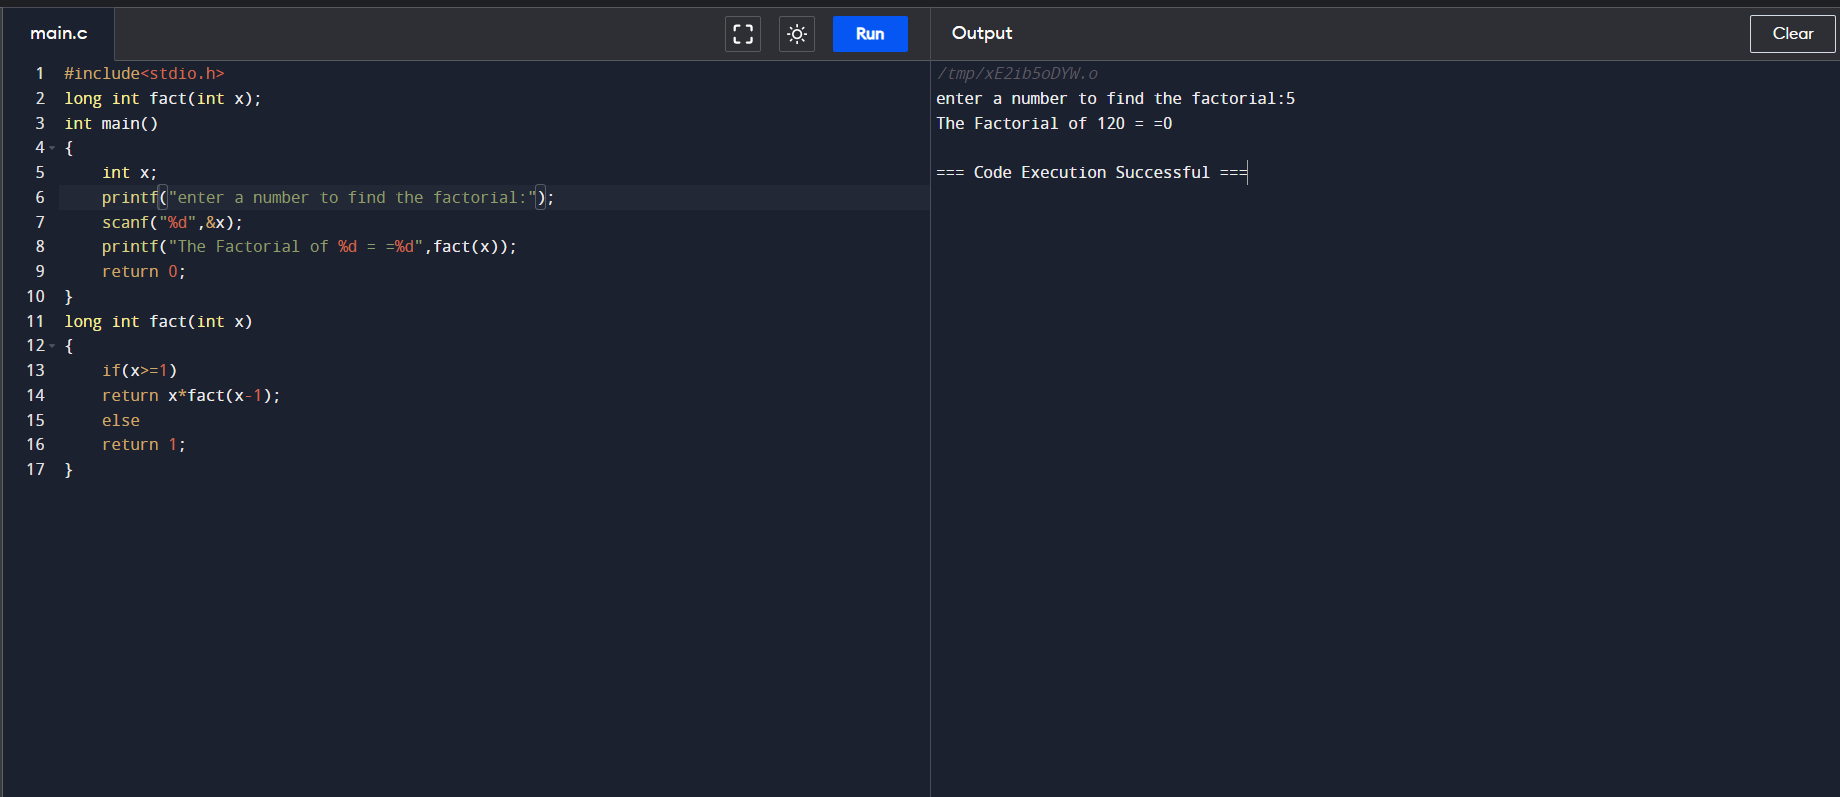 main.c
Run
Output
Clear
1 #include<stdio.h>
2 long int fact(int x);
3 int main()
4 {
5     int x;
6     printf("enter a number to find the factorial:");
7     scanf("%d",&x);
8     printf("The Factorial of %d = =%d",fact(x));
9     return 0;
10 }
11 long int fact(int x)
12 {
13     if(x>=1)
14     return x*fact(x-1);
15     else
16     return 1;
17 }
/tmp/xE2ib5oDYW.o
enter a number to find the factorial:5
The Factorial of 120 = =0
=== Code Execution Successful ===